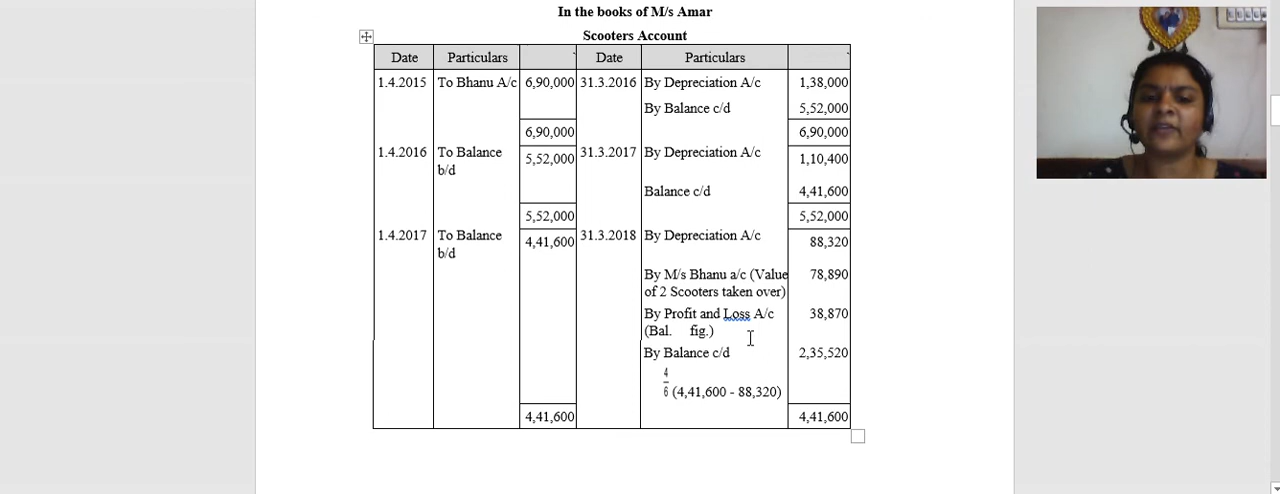 In the books of M/s Amar
Scooters Account
Date Particulars ` Date Particulars `
1.4.2015 To Bhanu A/c 6,90,000 31.3.2016 By Depreciation A/c 1,38,000
By Balance c/d 5,52,000
6,90,000 6,90,000
1.4.2016 To Balance 5,52,000 31.3.2017 By Depreciation A/c 1,10,400
b/d
Balance c/d 4,41,600
5,52,000 5,52,000
1.4.2017 To Balance 4,41,600 31.3.2018 By Depreciation A/c 88,320
b/d
By M/s Bhanu a/c (Value 78,890
of 2 Scooters taken over)
By Profit and Loss A/c 38,870
(Bal. fig.)
By Balance c/d 2,35,520
4/6 (4,41,600 - 88,320)
4,41,600 4,41,600